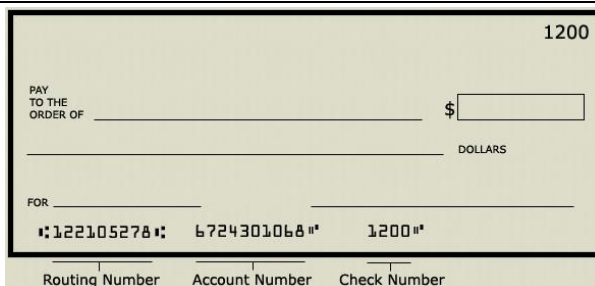 1200
PAY
TO THE
ORDER OF
$
DOLLARS
FOR
⑆122105278⑆ 6724301068⑈ 1200⑈
Routing Number Account Number Check Number